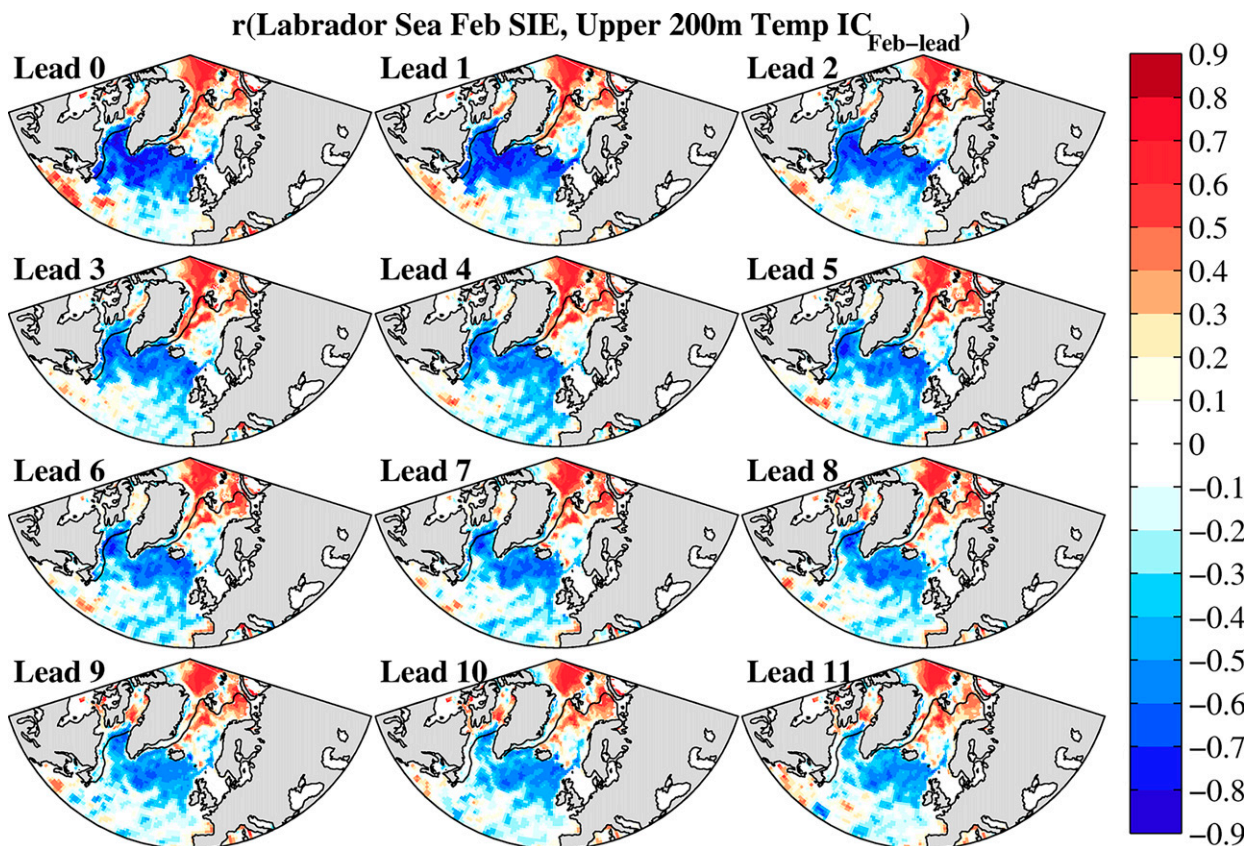 r(Labrador Sea Feb SIE, Upper 200m Temp IC_Feb−lead)
Lead 0
Lead 1
Lead 2
Lead 3
Lead 4
Lead 5
Lead 6
Lead 7
Lead 8
Lead 9
Lead 10
Lead 11
0.9
0.8
0.7
0.6
0.5
0.4
0.3
0.2
0.1
0
−0.1
−0.2
−0.3
−0.4
−0.5
−0.6
−0.7
−0.8
−0.9